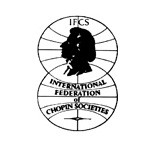 IFCS
INTERNATIONAL
FEDERATION
of
CHOPIN SOCIETIES